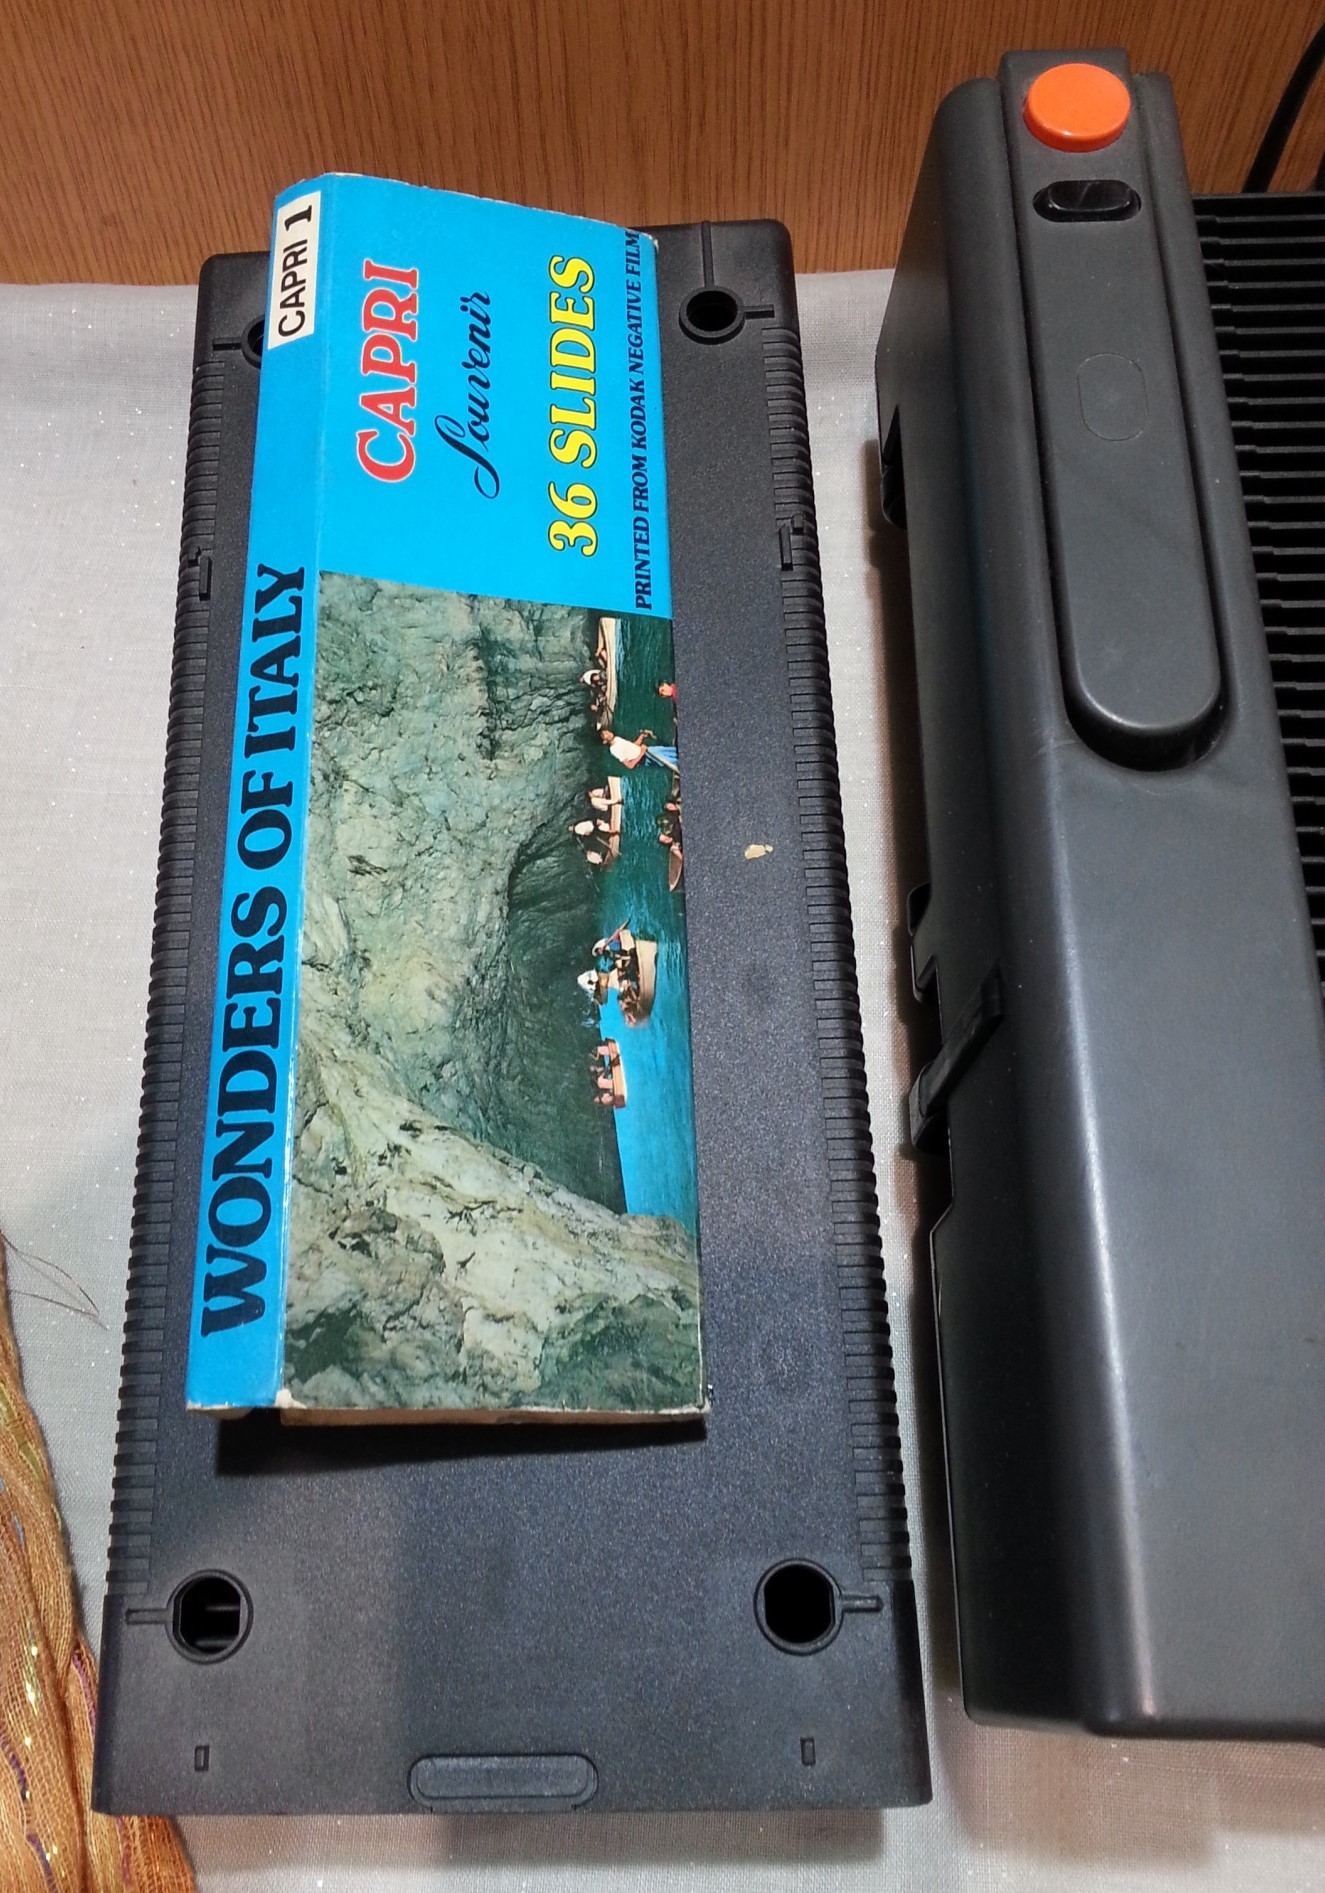 CAPRI 1
WONDERS OF ITALY
CAPRI
Souvenir
36 SLIDES
PRINTED FROM KODAK NEGATIVE FILM